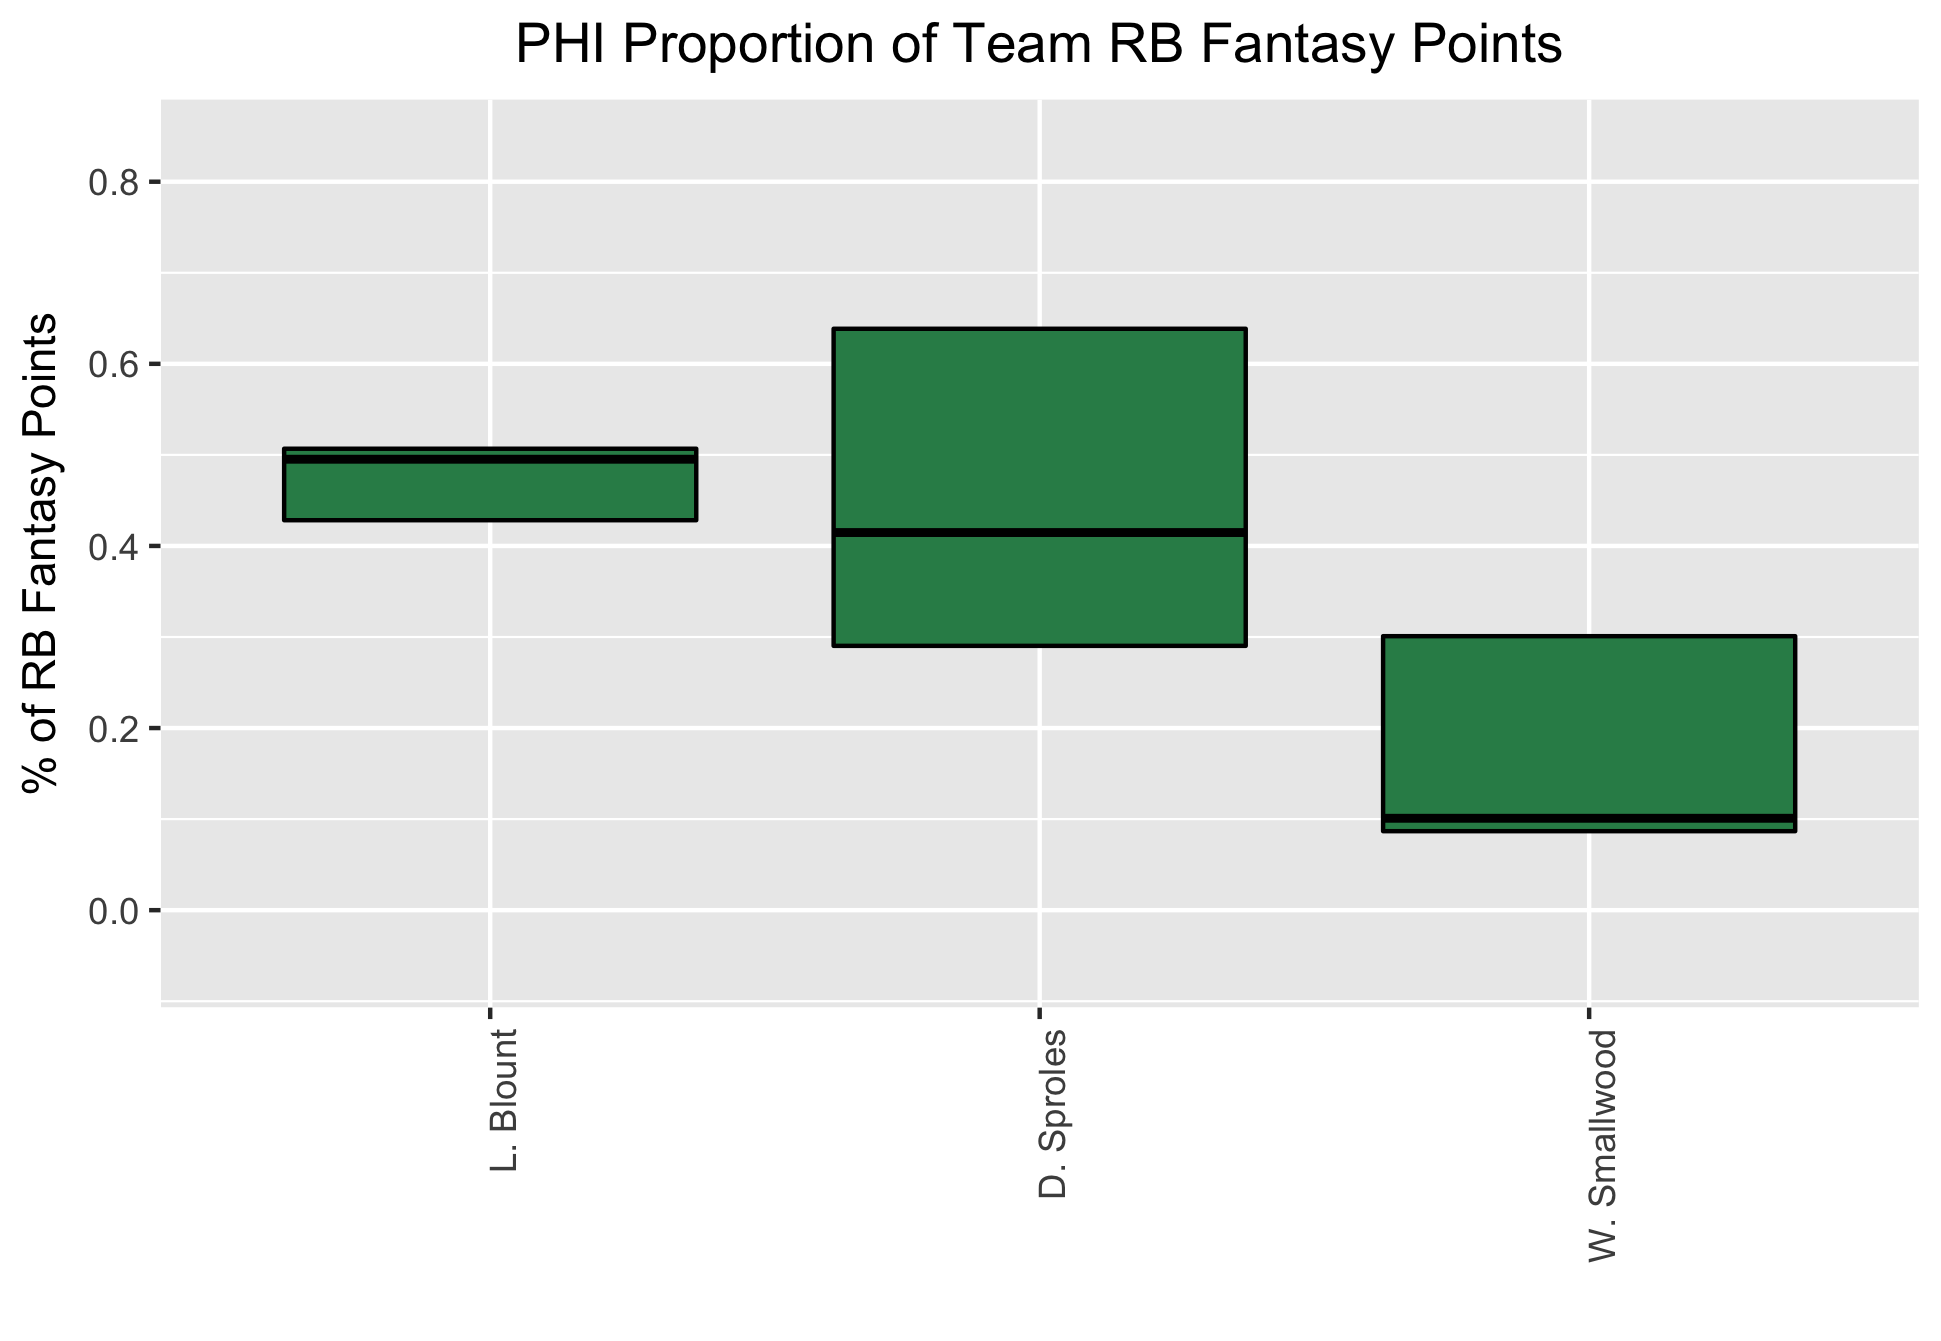 PHI Proportion of Team RB Fantasy Points
% of RB Fantasy Points
0.8
0.6
0.4
0.2
0.0
L. Blount
D. Sproles
W. Smallwood